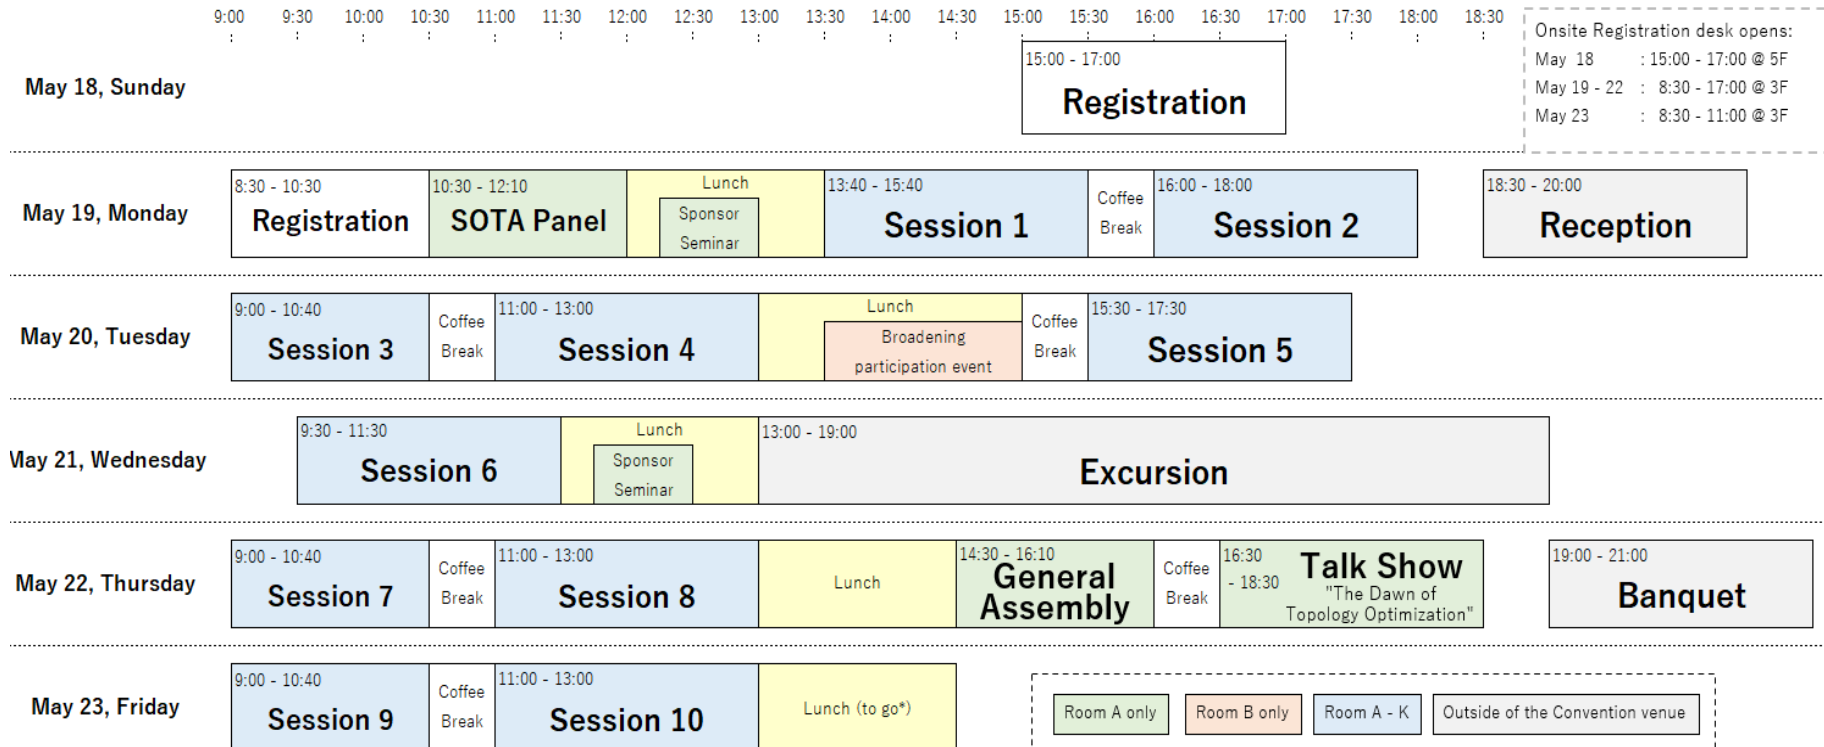 9:00 9:30 10:00 10:30 11:00 11:30 12:00 12:30 13:00 13:30 14:00 14:30 15:00 15:30 16:00 16:30 17:00 17:30 18:00 18:30
Onsite Registration desk opens:
May 18 : 15:00 - 17:00 @ 5F
May 19 - 22 : 8:30 - 17:00 @ 3F
May 23 : 8:30 - 11:00 @ 3F
May 18, Sunday
15:00 - 17:00
Registration
May 19, Monday
8:30 - 10:30
Registration
10:30 - 12:10
SOTA Panel
Lunch
Sponsor
Seminar
13:40 - 15:40
Session 1
Coffee
Break
16:00 - 18:00
Session 2
18:30 - 20:00
Reception
May 20, Tuesday
9:00 - 10:40
Session 3
Coffee
Break
11:00 - 13:00
Session 4
Lunch
Broadening
participation event
Coffee
Break
15:30 - 17:30
Session 5
May 21, Wednesday
9:30 - 11:30
Session 6
Lunch
Sponsor
Seminar
13:00 - 19:00
Excursion
May 22, Thursday
9:00 - 10:40
Session 7
Coffee
Break
11:00 - 13:00
Session 8
Lunch
14:30 - 16:10
General
Assembly
Coffee
Break
16:30
- 18:30
Talk Show
"The Dawn of
Topology Optimization"
19:00 - 21:00
Banquet
May 23, Friday
9:00 - 10:40
Session 9
Coffee
Break
11:00 - 13:00
Session 10
Lunch (to go*)
Room A only
Room B only
Room A - K
Outside of the Convention venue